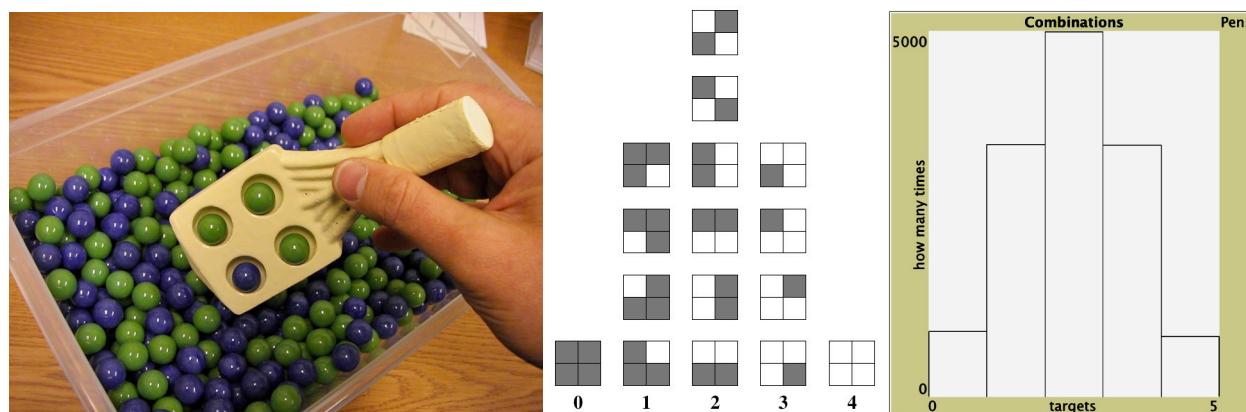 0 1 2 3 4
Combinations
Pen
5000
how many times
0
0 targets 5